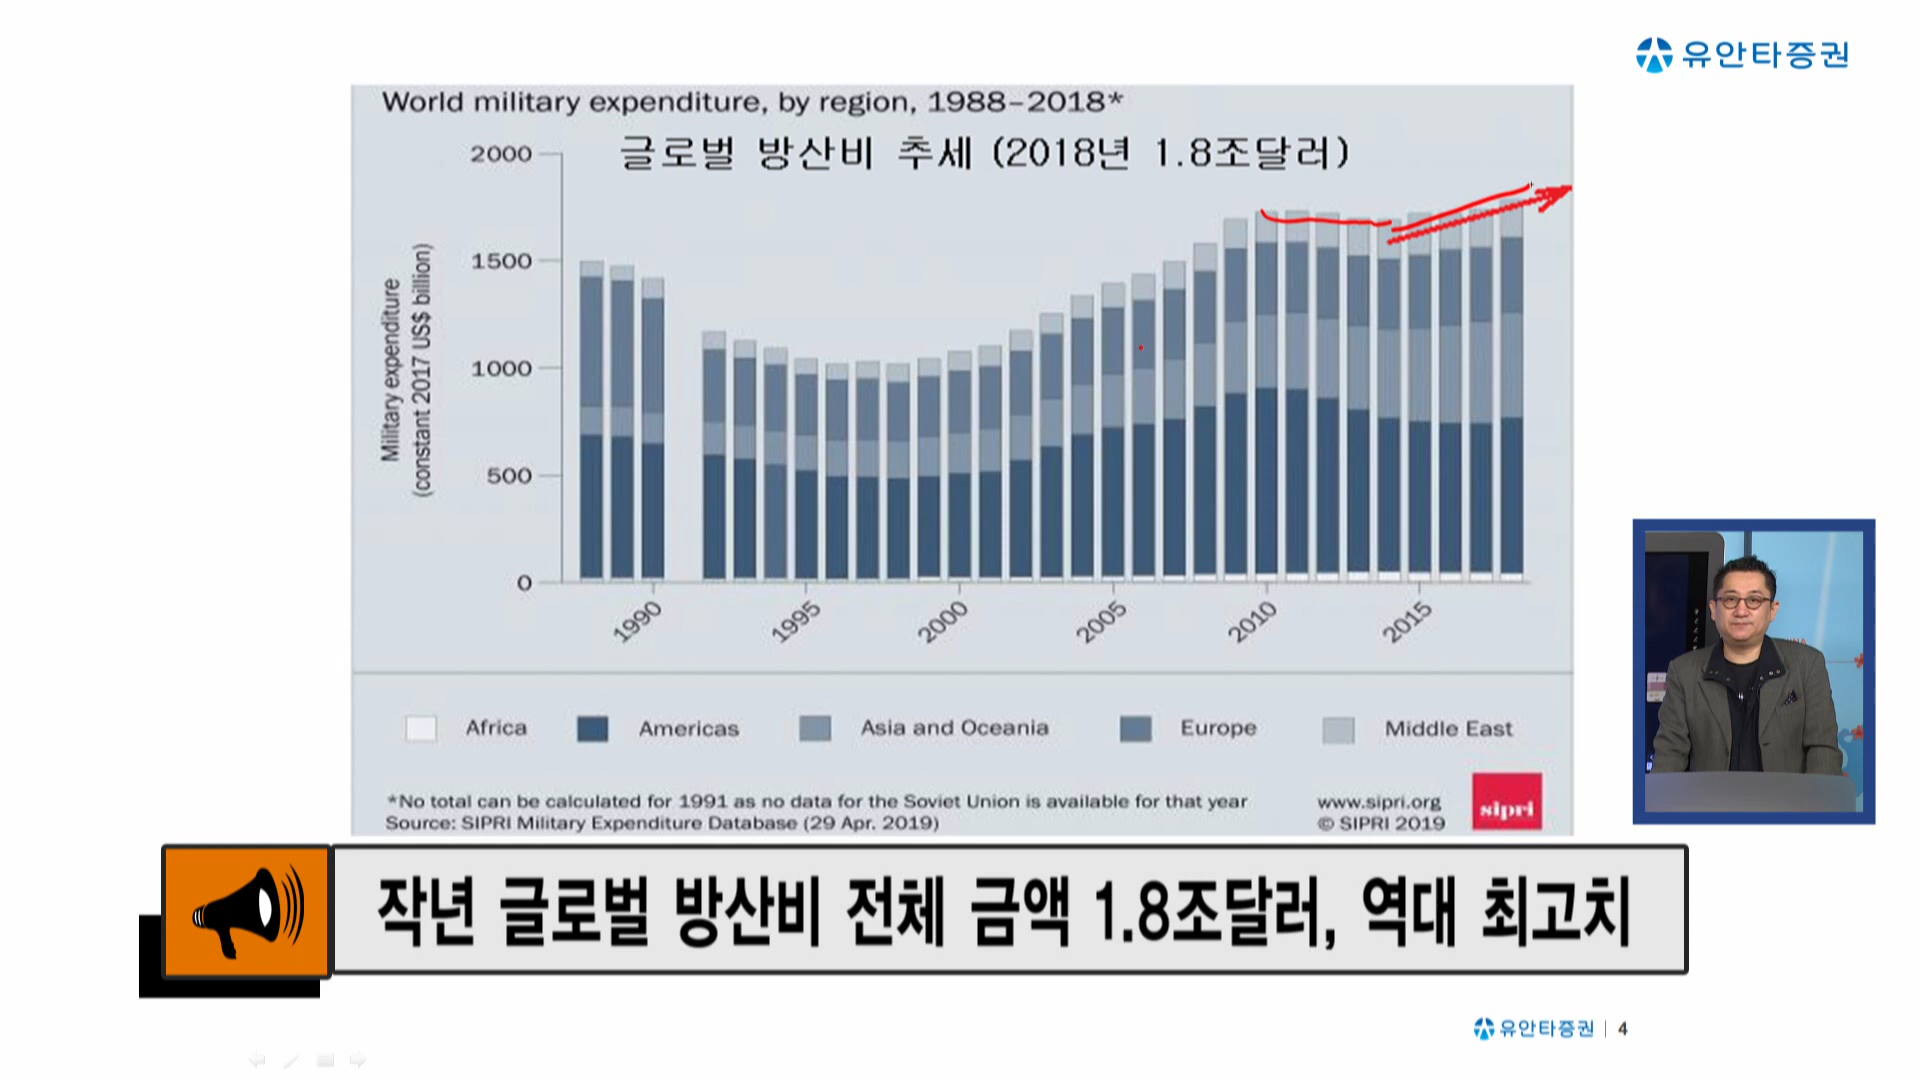 유안타증권
World military expenditure, by region, 1988–2018*
글로벌 방산비 추세 (2018년 1.8조달러)
Military expenditure
(constant 2017 US$ billion)
2000
1500
1000
500
0
1990
1995
2000
2005
2010
2015
Africa
Americas
Asia and Oceania
Europe
Middle East
*No total can be calculated for 1991 as no data for the Soviet Union is available for that year
Source: SIPRI Military Expenditure Database (29 Apr. 2019)
www.sipri.org
© SIPRI 2019
sipri
작년 글로벌 방산비 전체 금액 1.8조달러, 역대 최고치
유안타증권 | 4